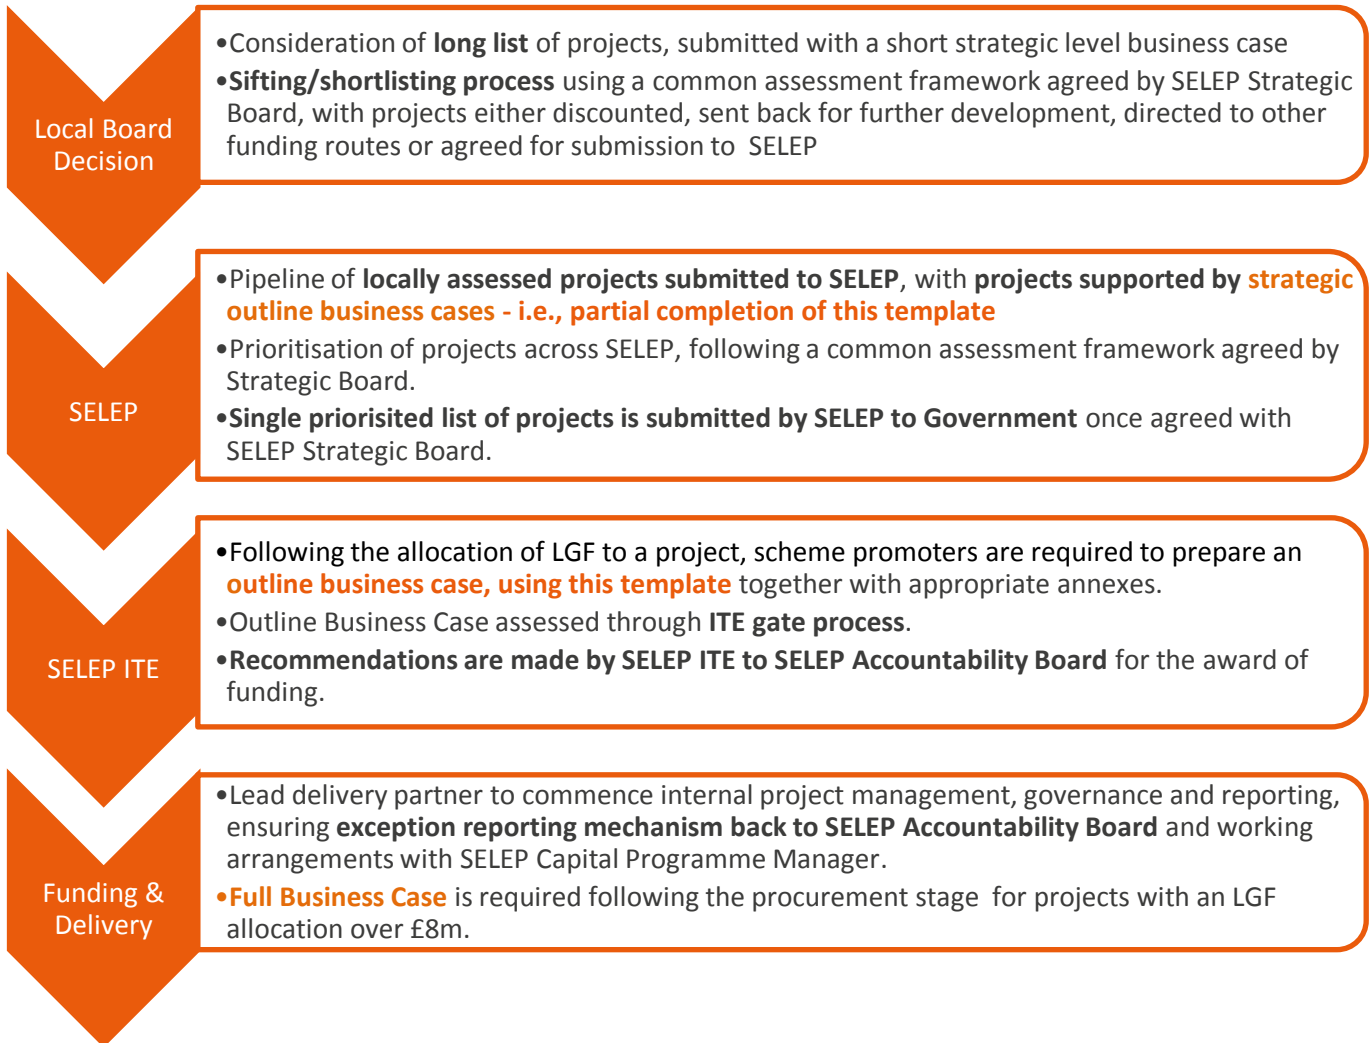 Local Board
Decision
•Consideration of long list of projects, submitted with a short strategic level business case
•Sifting/shortlisting process using a common assessment framework agreed by SELEP Strategic
Board, with projects either discounted, sent back for further development, directed to other
funding routes or agreed for submission to SELEP
SELEP
•Pipeline of locally assessed projects submitted to SELEP, with projects supported by strategic
outline business cases - i.e., partial completion of this template
•Prioritisation of projects across SELEP, following a common assessment framework agreed by
Strategic Board.
•Single priorisited list of projects is submitted by SELEP to Government once agreed with
SELEP Strategic Board.
SELEP ITE
•Following the allocation of LGF to a project, scheme promoters are required to prepare an
outline business case, using this template together with appropriate annexes.
•Outline Business Case assessed through ITE gate process.
•Recommendations are made by SELEP ITE to SELEP Accountability Board for the award of
funding.
Funding &
Delivery
•Lead delivery partner to commence internal project management, governance and reporting,
ensuring exception reporting mechanism back to SELEP Accountability Board and working
arrangements with SELEP Capital Programme Manager.
•Full Business Case is required following the procurement stage for projects with an LGF
allocation over £8m.